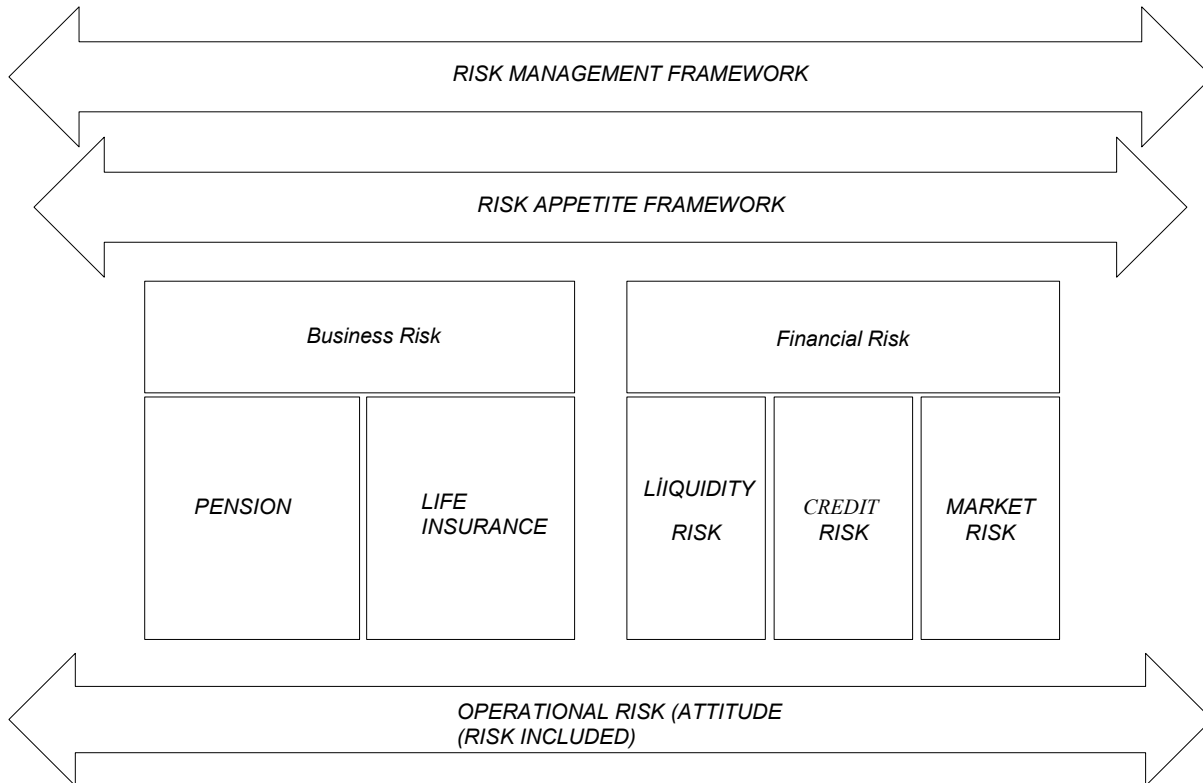 RISK MANAGEMENT FRAMEWORK
RISK APPETITE FRAMEWORK
Business Risk
Financial Risk
PENSION
LIFE
INSURANCE
LİIQUIDITY
RISK
CREDIT
RISK
MARKET
RISK
OPERATIONAL RISK (ATTITUDE
(RISK INCLUDED)